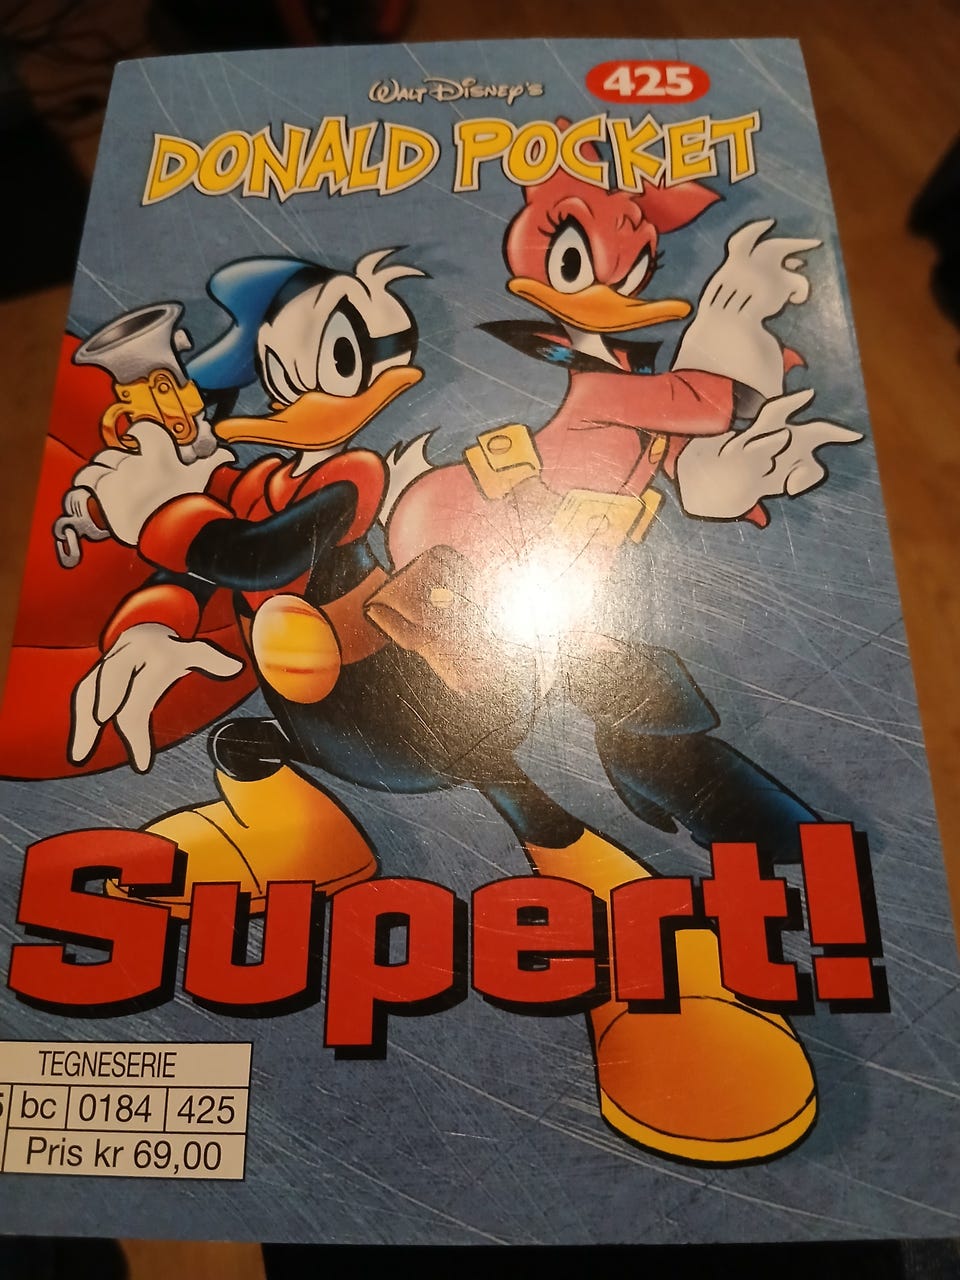 WALT DISNEY'S
425
DONALD POCKET
Supert!
TEGNESERIE
bc 0184 425
Pris kr 69,00